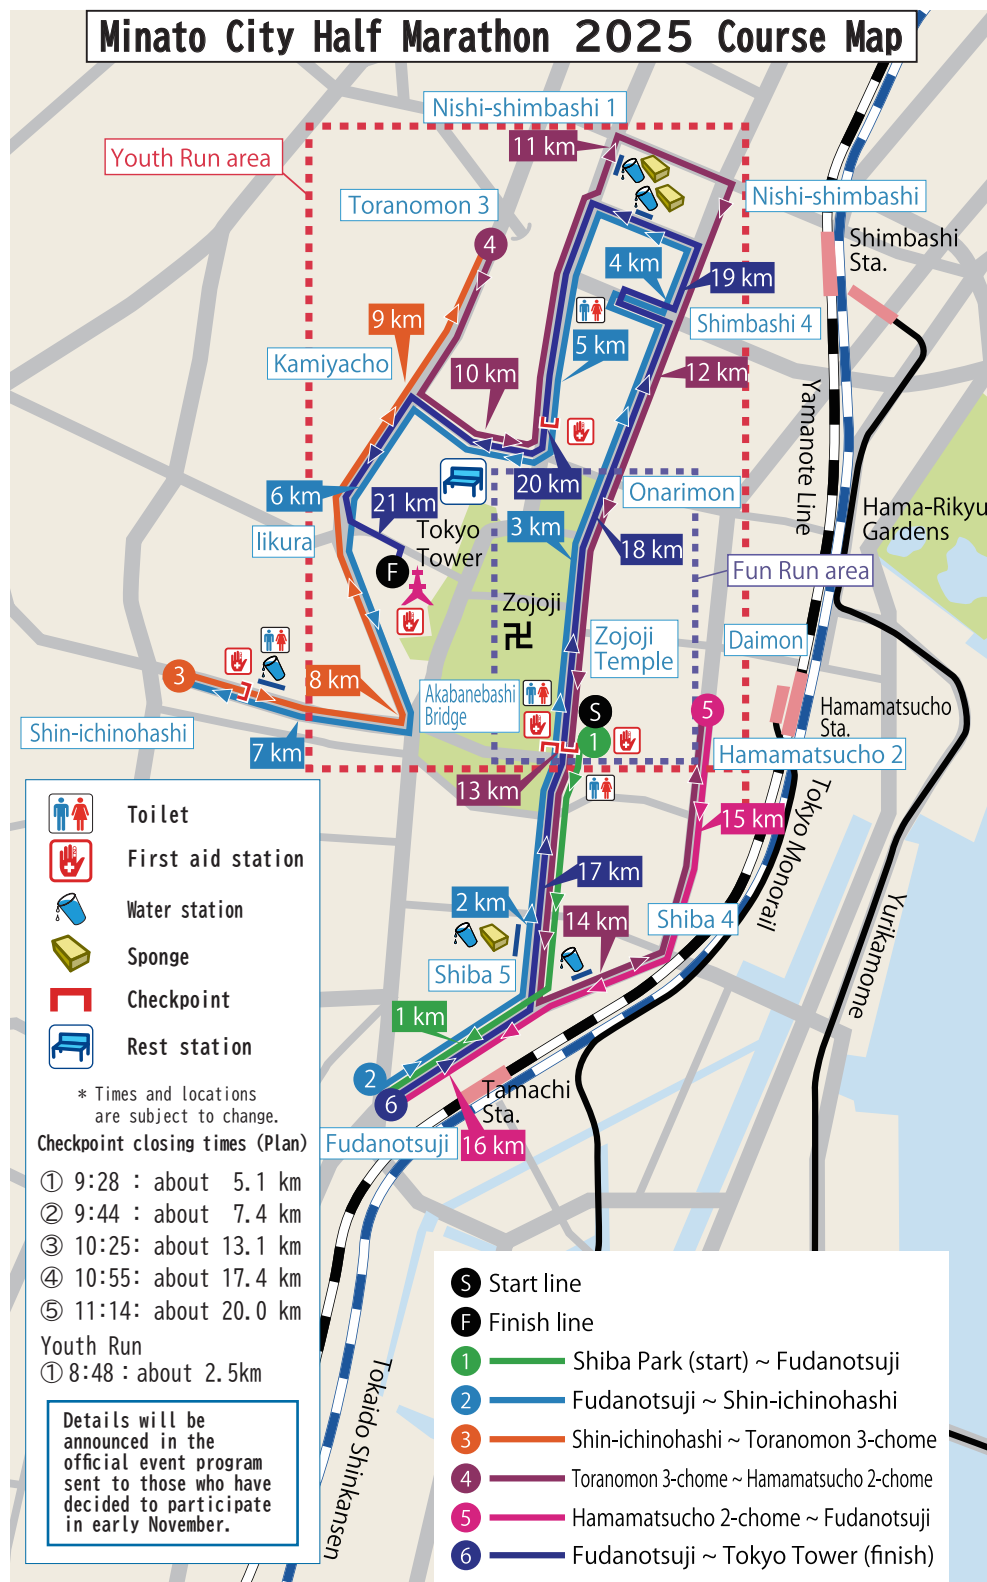 Minato City Half Marathon 2025 Course Map
Nishi-shimbashi 1
11 km
Youth Run area
Nishi-shimbashi
Toranomon 3
4
Shimbashi
Sta.
4 km
19 km
9 km
Shimbashi 4
5 km
Kamiyacho
10 km
12 km
Yamanote Line
6 km
21 km
20 km
Onarimon
Hama-Rikyu
Gardens
Iikura
Tokyo
Tower
3 km
18 km
F
Fun Run area
Zojoji
Zojoji
Temple
Daimon
3
8 km
Akabanebashi
Bridge
S
5
Hamamatsucho
Sta.
Shin-ichinohashi
7 km
1
Hamamatsucho 2
13 km
15 km
Tokyo Monorail
17 km
2 km
14 km
Shiba 4
Yurikamome
Shiba 5
1 km
2
6
Tamachi
Sta.
Fudanotsuji
16 km
Tokaido Shinkansen
Toilet
First aid station
Water station
Sponge
Checkpoint
Rest station
* Times and locations
are subject to change.
Checkpoint closing times (Plan)
① 9:28 : about 5.1 km
② 9:44 : about 7.4 km
③ 10:25: about 13.1 km
④ 10:55: about 17.4 km
⑤ 11:14: about 20.0 km
Youth Run
① 8:48 : about 2.5km
Details will be
announced in the
official event program
sent to those who have
decided to participate
in early November.
S Start line
F Finish line
1 Shiba Park (start) ~ Fudanotsuji
2 Fudanotsuji ~ Shin-ichinohashi
3 Shin-ichinohashi ~ Toranomon 3-chome
4 Toranomon 3-chome ~ Hamamatsucho 2-chome
5 Hamamatsucho 2-chome ~ Fudanotsuji
6 Fudanotsuji ~ Tokyo Tower (finish)